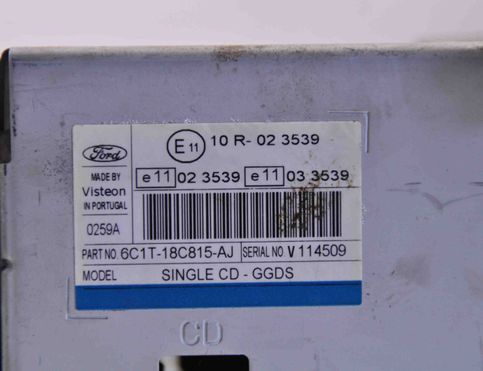 E 11 10 R- 02 3539
Ford
MADE BY
Visteon
IN PORTUGAL
e 11 02 3539 e 11 03 3539
0259A
PART NO. 6C1T-18C815-AJ SERIAL NO V 114509
MODEL SINGLE CD - GGDS
CD